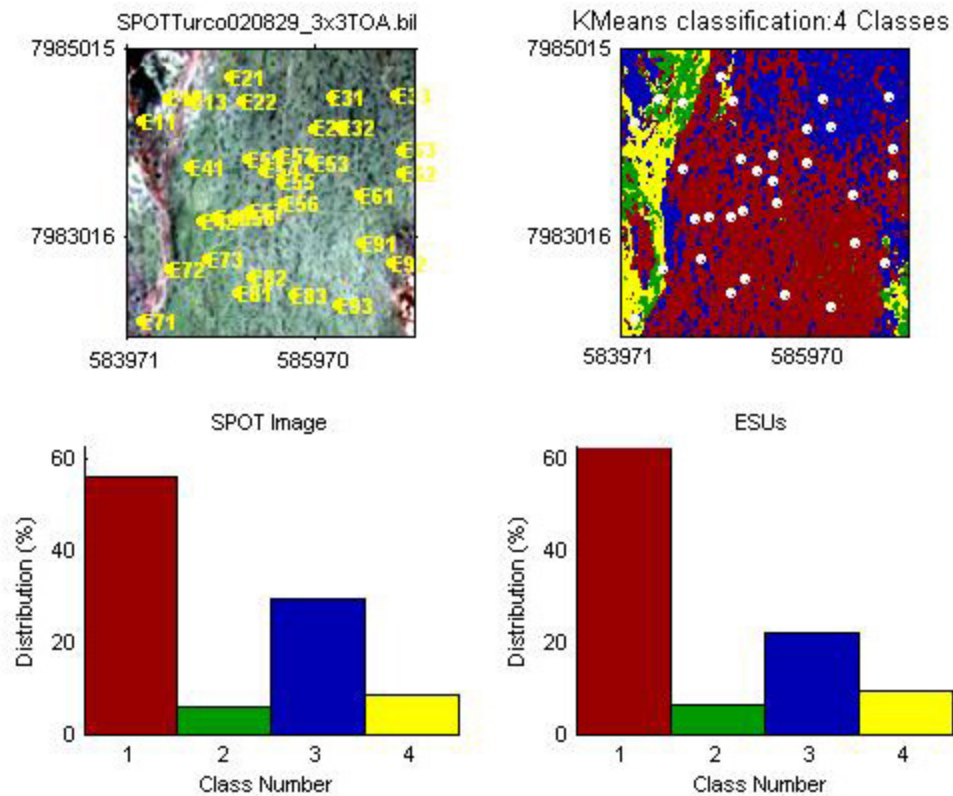 SPOTTurco020829_3x3TOA.bil
KMeans classification:4 Classes
7985015
7983016
583971
585970
E21
E13
E22
E11
E31
E33
E32
E41
E52
E53
E63
E62
E54
E55
E56
E61
E91
E92
E72
E73
E82
E81
E83
E93
E71
7985015
7983016
583971
585970
SPOT Image
Distribution (%)
60
40
20
0
1
2
3
4
Class Number
ESUs
Distribution (%)
60
40
20
0
1
2
3
4
Class Number